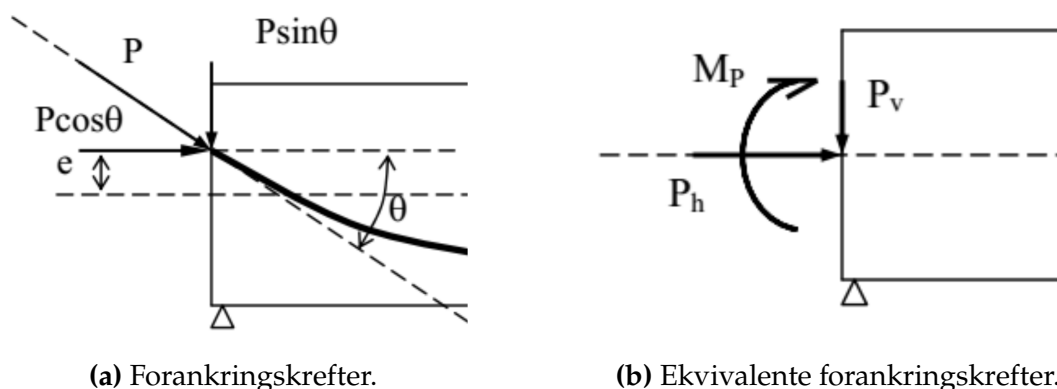 Psinθ
P
Pcosθ
e
θ
(a) Forankringskrefter.
M_P
P_v
P_h
(b) Ekvivalente forankringskrefter.